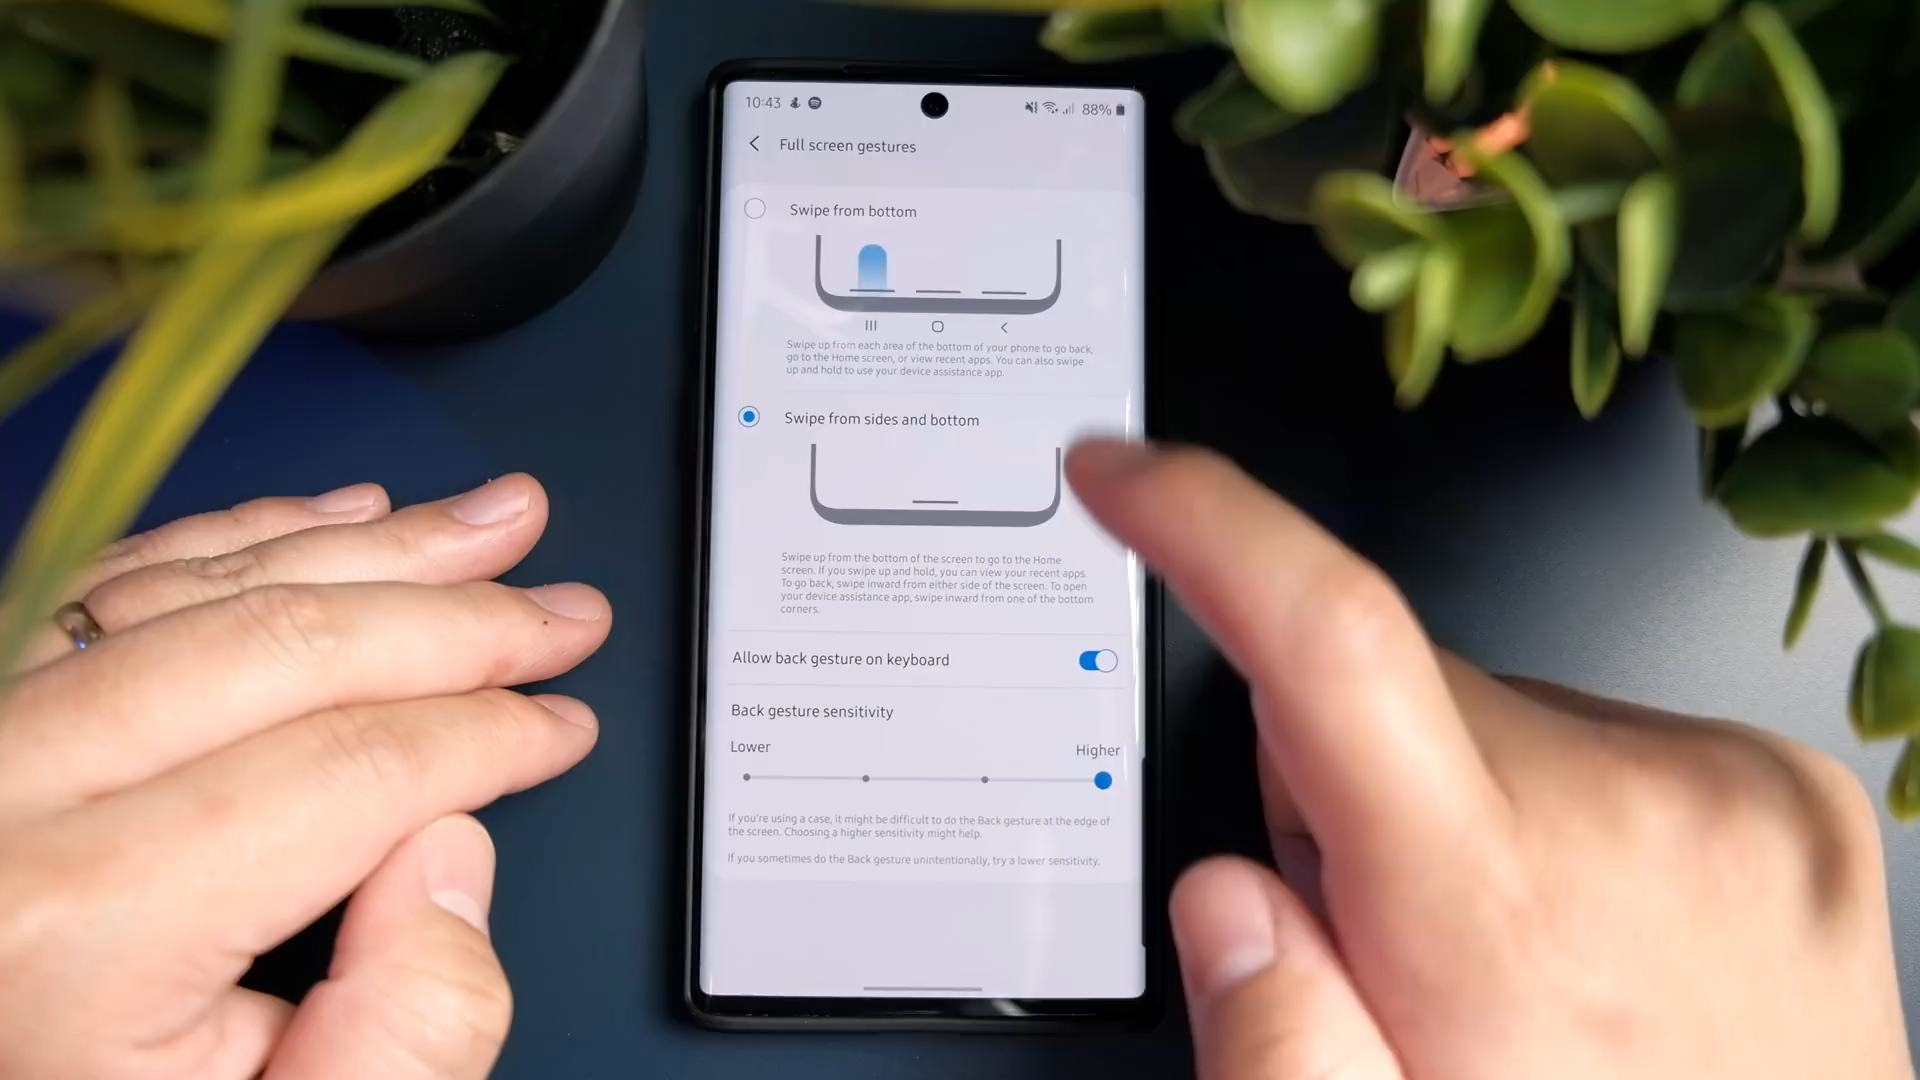 10:43 88%
Full screen gestures
Swipe from bottom
Swipe up from each area of the bottom of your phone to go back,
go to the Home screen, or view recent apps. You can also swipe
up and hold to use your device assistance app.
Swipe from sides and bottom
Swipe up from the bottom of the screen to go to the Home
screen. If you swipe up and hold, you can view your recent apps.
To go back, swipe inward from either side of the screen. To open
your device assistance app, swipe inward from one of the bottom
corners.
Allow back gesture on keyboard
Back gesture sensitivity
Lower Higher
If you're using a case, it might be difficult to do the Back gesture at the edge of
the screen. Choosing a higher sensitivity might help.
If you sometimes do the Back gesture unintentionally, try a lower sensitivity.